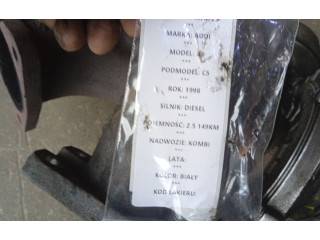 MARKA: AUDI
***
MODEL:
***
PODMODEL: C5
***
ROK: 1998
***
SILNIK: DIESEL
***
POJEMNOŚĆ: 2.5 149KM
***
NADWOZIE: KOMBI
***
LATA:
***
KOLOR: BIAŁY
***
KOD LAKIERU: